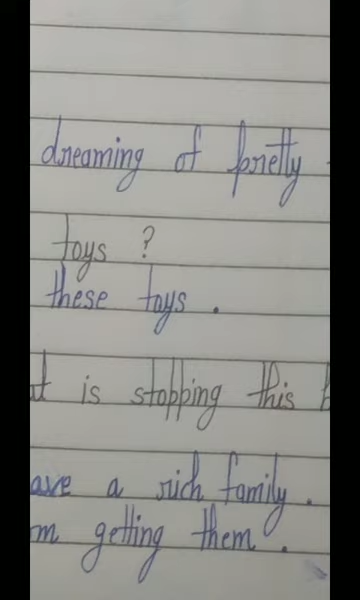 dreaming of pretty
toys ?
these toys .
is stopping this
a rich family .
getting them .